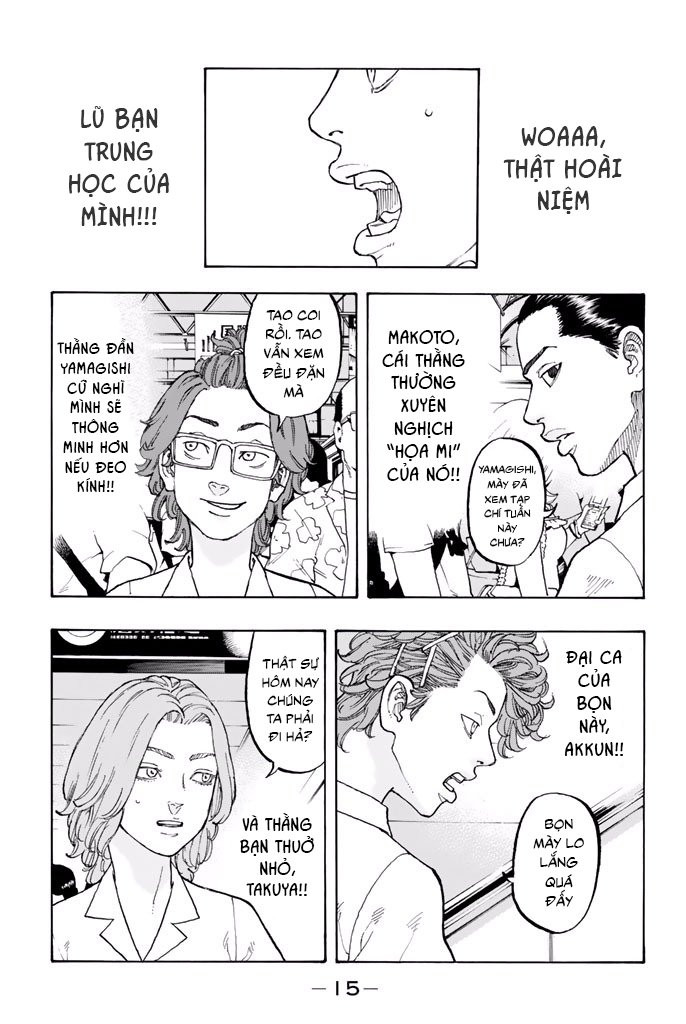 WOAAA,
THẬT HOÀI
NIỆM
LŨ BẠN
TRUNG
HỌC CỦA
MÌNH!!!
MAKOTO,
CÁI THẰNG
THƯỜNG
XUYÊN
NGHỊCH
“HỌA MI”
CỦA NÓ!!
YAMAGISHI,
MÀY ĐÃ
XEM TẠP
CHÍ TUẦN
NÀY
CHƯA?
TAO COI
RỒI. TAO
VẪN XEM
ĐỀU ĐẶN
MÀ
THẰNG ĐẦN
YAMAGISHI
CỨ NGHĨ
MÌNH SẼ
THÔNG
MINH HƠN
NẾU ĐEO
KÍNH!!
ĐẠI CA
CỦA
BỌN
NÀY,
AKKUN!!
BỌN
MÀY LO
LẮNG
QUÁ
ĐẤY
THẬT SỰ
HÔM NAY
CHÚNG
TA PHẢI
ĐI HẢ?
VÀ THẰNG
BẠN THUỞ
NHỎ,
TAKUYA!!
—15—